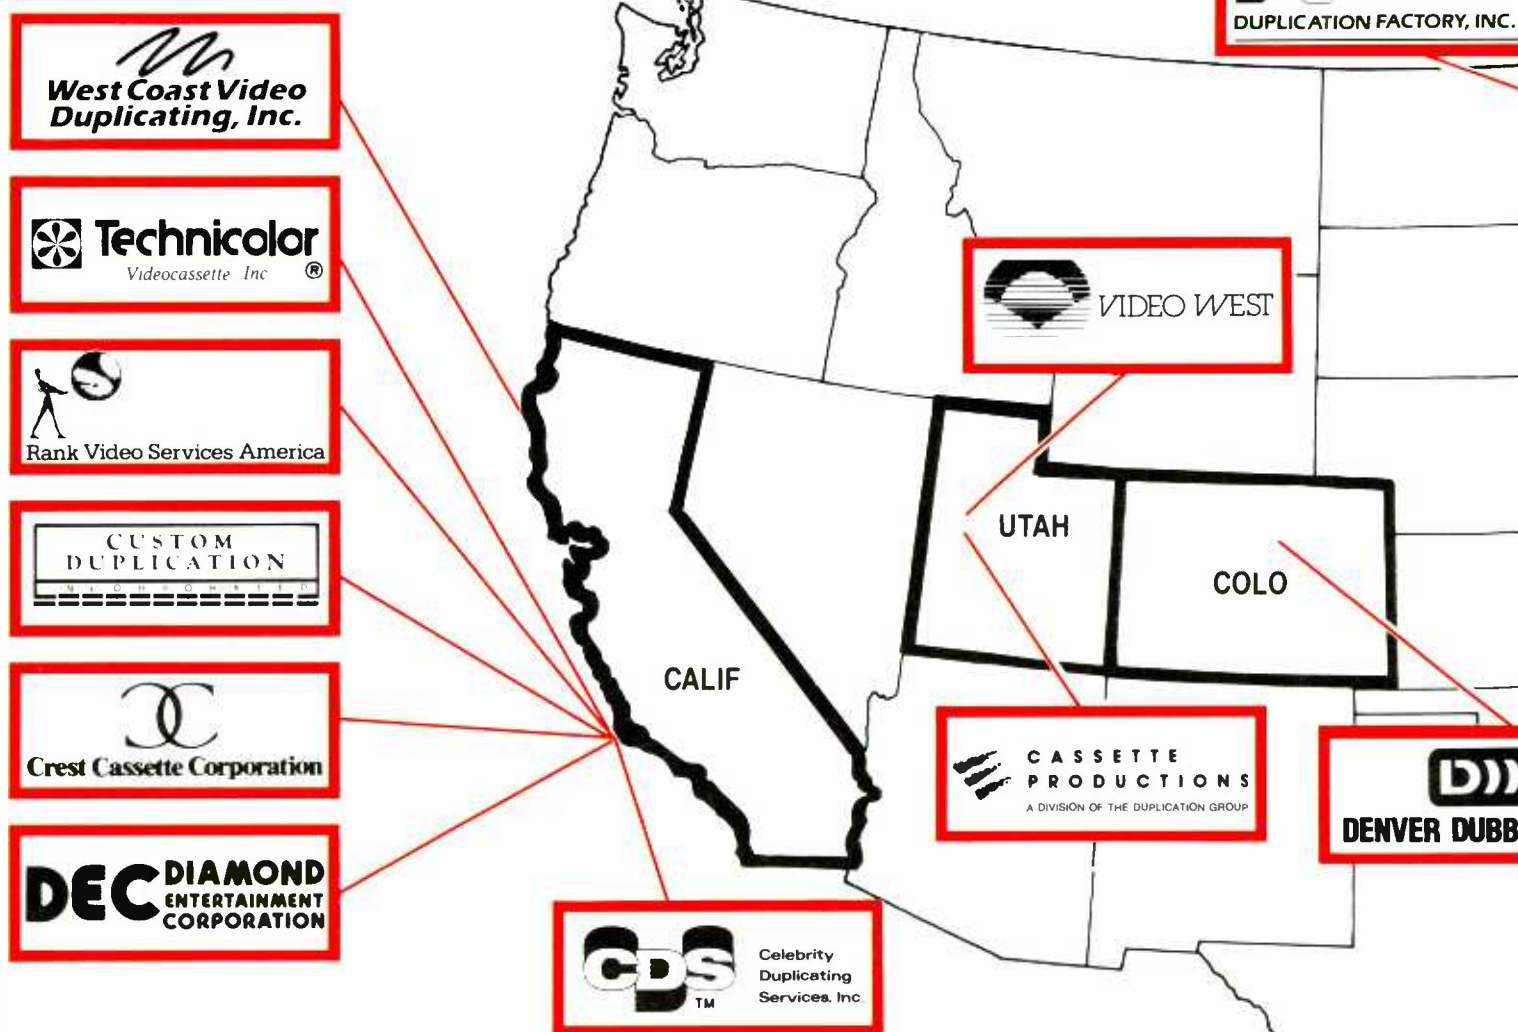 DUPLICATION FACTORY, INC.
West Coast Video
Duplicating, Inc.
Technicolor
Videocassette Inc ®
VIDEO WEST
Rank Video Services America
CUSTOM
DUPLICATION
UTAH
COLO
CALIF
Crest Cassette Corporation
CASSETTE
PRODUCTIONS
A DIVISION OF THE DUPLICATION GROUP
DENVER DUBB
DEC DIAMOND
ENTERTAINMENT
CORPORATION
CDS TM
Celebrity
Duplicating
Services, Inc.